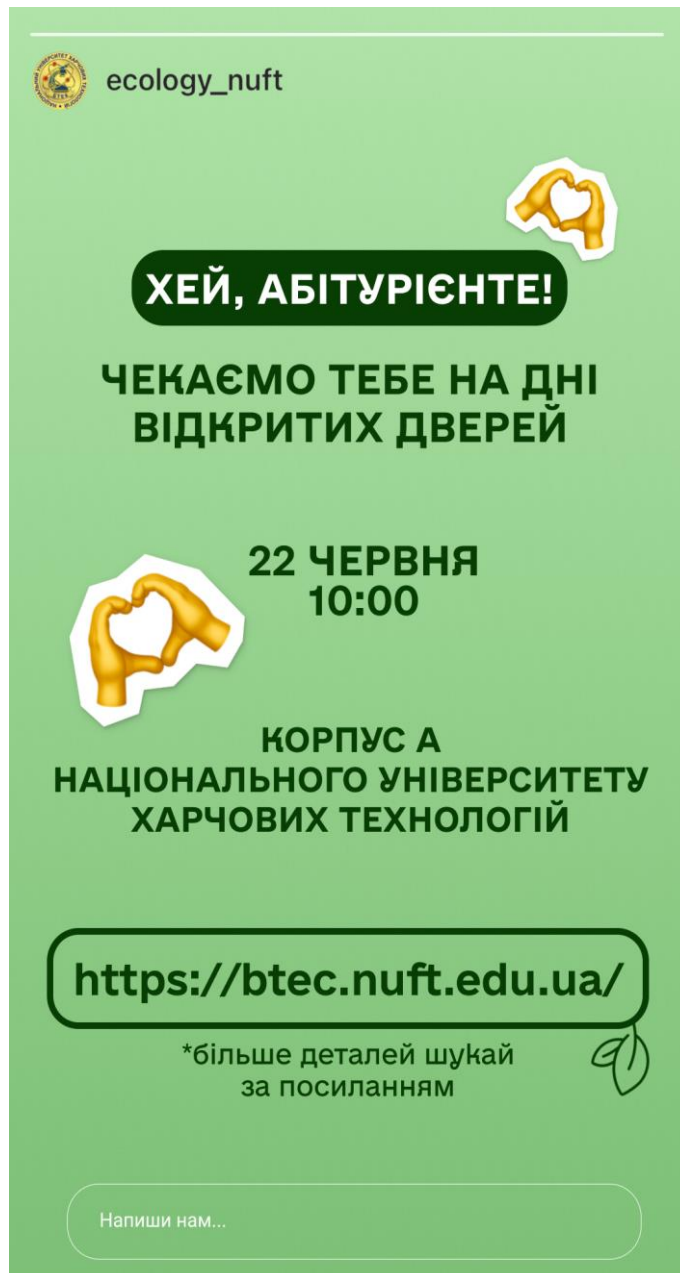 ecology_nuft
ХЕЙ, АБІТУРІЄНТЕ!
ЧЕКАЄМО ТЕБЕ НА ДНІ
ВІДКРИТИХ ДВЕРЕЙ
22 ЧЕРВНЯ
10:00
КОРПУС А
НАЦІОНАЛЬНОГО УНІВЕРСИТЕТУ
ХАРЧОВИХ ТЕХНОЛОГІЙ
https://btec.nuft.edu.ua/
*більше деталей шукай
за посиланням
Напиши нам...